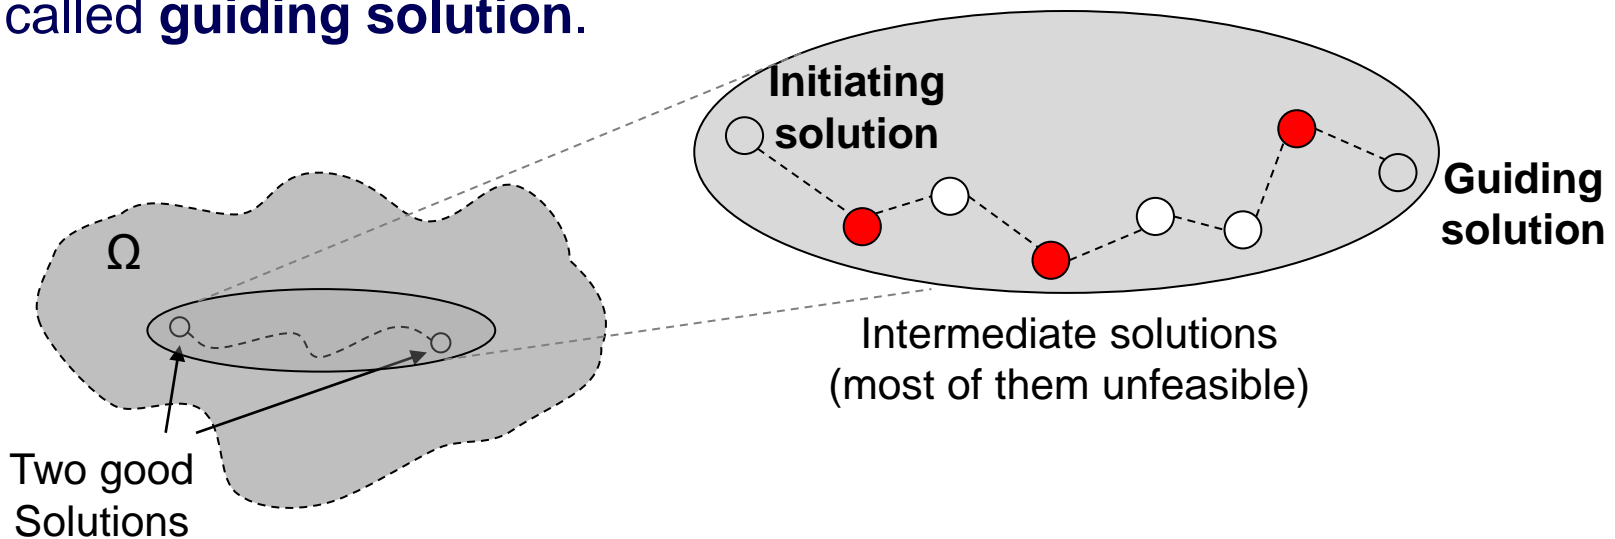 called guiding solution.
Initiating
solution
Guiding
solution
Ω
Intermediate solutions
(most of them unfeasible)
Two good
Solutions